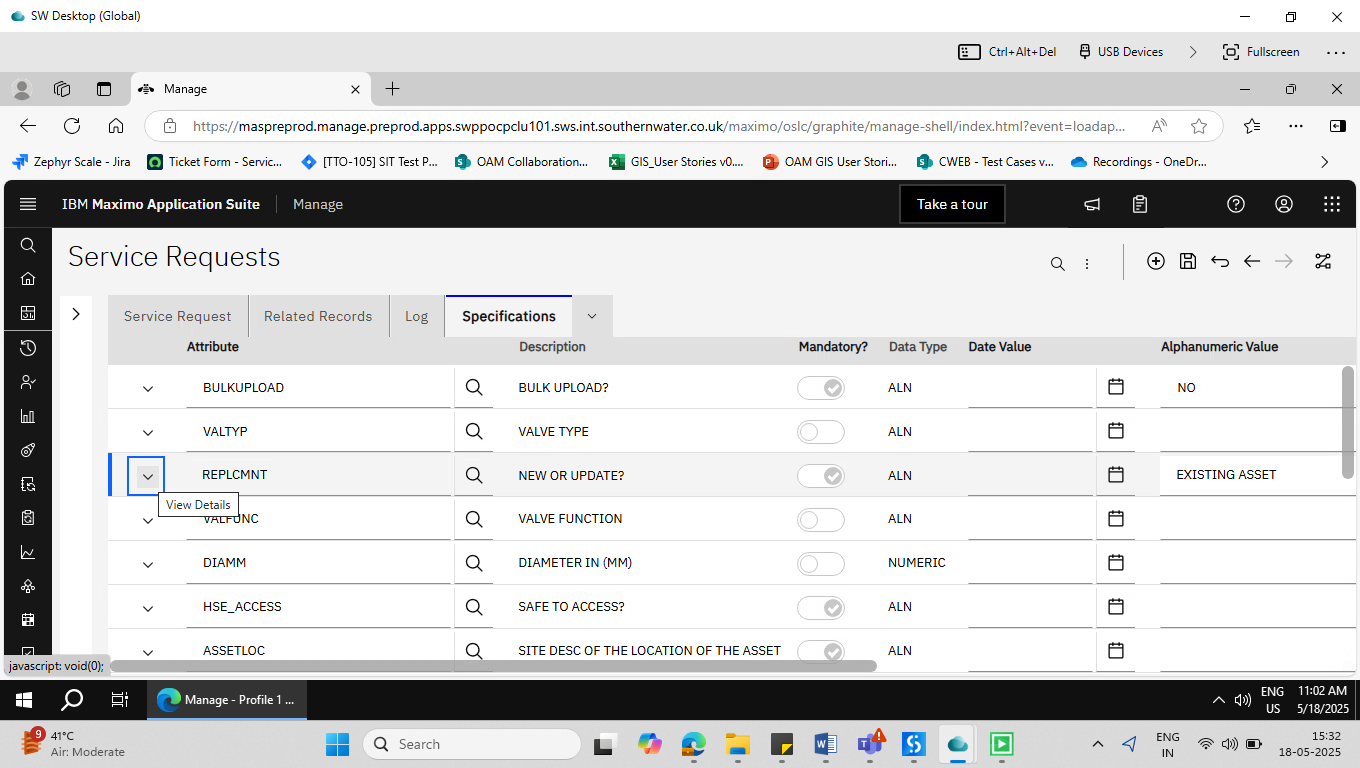 SW Desktop (Global)
Ctrl+Alt+Del USB Devices Fullscreen
Manage
https://maspreprod.manage.preprod.apps.swppocpclu101.sws.int.southernwater.co.uk/maximo/oslc/graphite/manage-shell/index.html?event=loadap...
Zephyr Scale - Jira Ticket Form - Servic... [TTO-105] SIT Test P... OAM Collaboration... GIS_User Stories v0.... OAM GIS User Stori... CWEB - Test Cases v... Recordings - OneDr...
IBM Maximo Application Suite Manage Take a tour
Service Requests
Service Request Related Records Log Specifications
Attribute Description Mandatory? Data Type Date Value Alphanumeric Value
BULKUPLOAD BULK UPLOAD? ALN NO
VALTYP VALVE TYPE ALN
REPLCMNT NEW OR UPDATE? ALN EXISTING ASSET
View Details
VALFUNC VALVE FUNCTION ALN
DIAMM DIAMETER IN (MM) NUMERIC
HSE_ACCESS SAFE TO ACCESS? ALN
ASSETLOC SITE DESC OF THE LOCATION OF THE ASSET ALN
javascript: void(0);
Manage - Profile 1 ... ENG US 11:02 AM 5/18/2025
9 41°C Air: Moderate Search ENG IN 15:32 18-05-2025